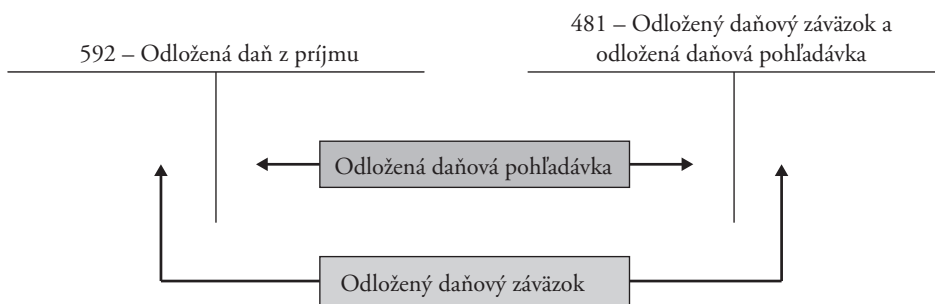 592 – Odložená daň z príjmu
481 – Odložený daňový záväzok a
odložená daňová pohľadávka
Odložená daňová pohľadávka
Odložený daňový záväzok